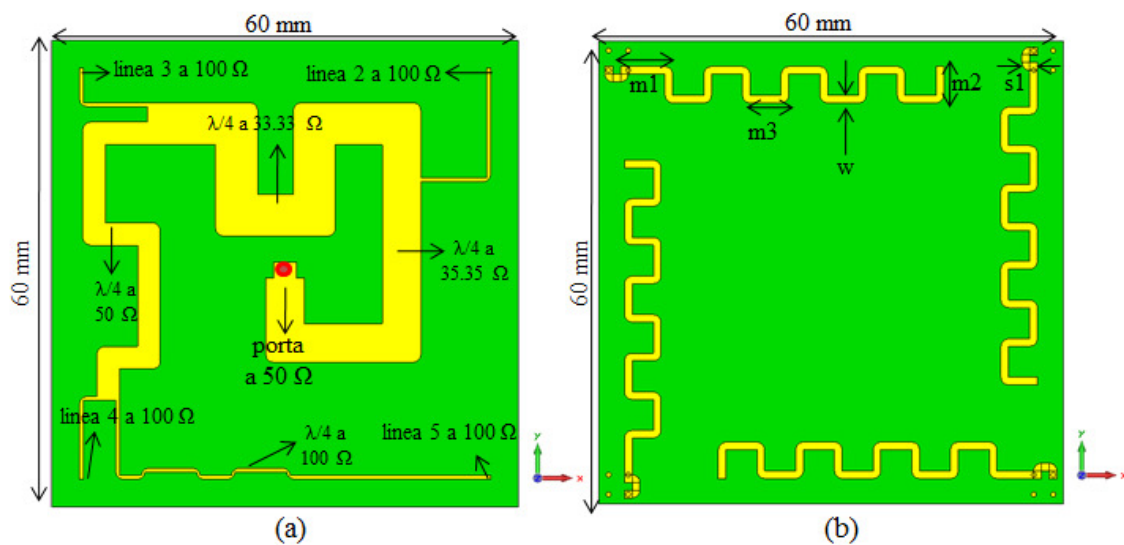 60 mm
60 mm
linea 3 a 100 Ω
linea 2 a 100 Ω
λ/4 a 33.33 Ω
λ/4 a
35.35 Ω
λ/4 a
50 Ω
porta
a 50 Ω
linea 4 a 100 Ω
λ/4 a
100 Ω
linea 5 a 100 Ω
y
x
z
(a)
60 mm
60 mm
m1
m2
m3
s1
w
y
x
z
(b)